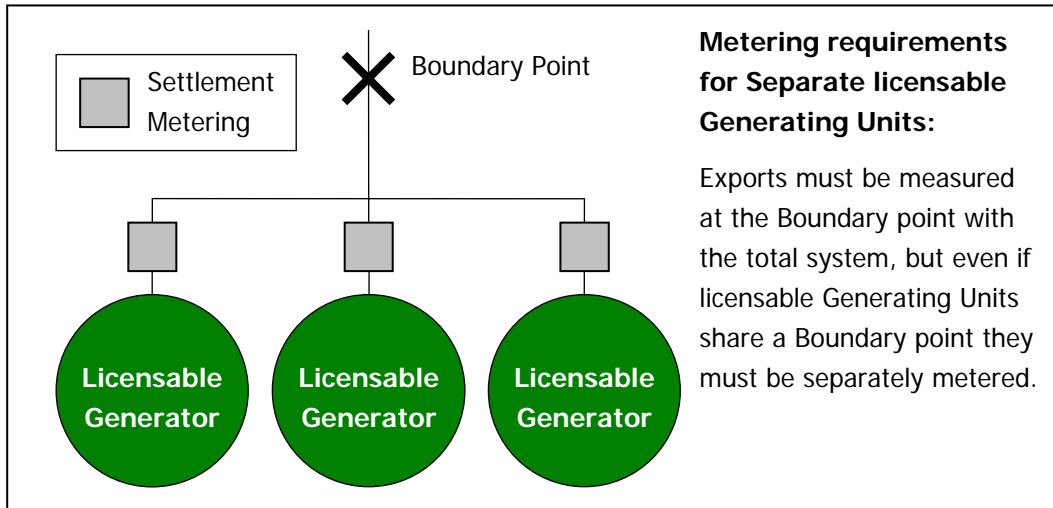 Settlement
Metering
Boundary Point
Licensable
Generator
Licensable
Generator
Licensable
Generator
Metering requirements
for Separate licensable
Generating Units:
Exports must be measured
at the Boundary point with
the total system, but even if
licensable Generating Units
share a Boundary point they
must be separately metered.